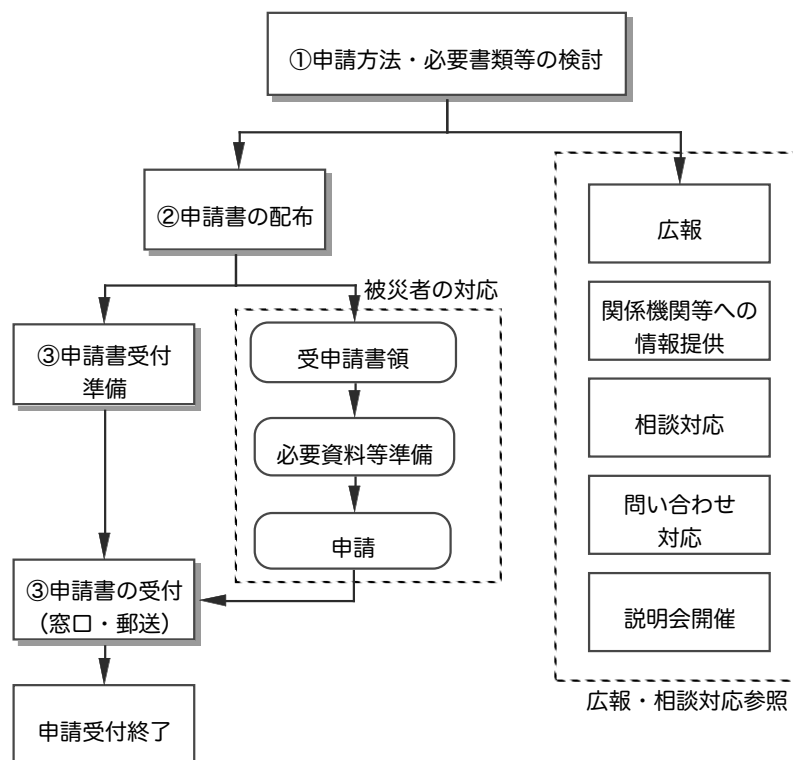 ①申請方法・必要書類等の検討
②申請書の配布
広報
被災者の対応
関係機関等への
情報提供
③申請書受付
準備
受申請書領
相談対応
必要資料等準備
問い合わせ
対応
申請
③申請書の受付
（窓口・郵送）
説明会開催
広報・相談対応参照
申請受付終了